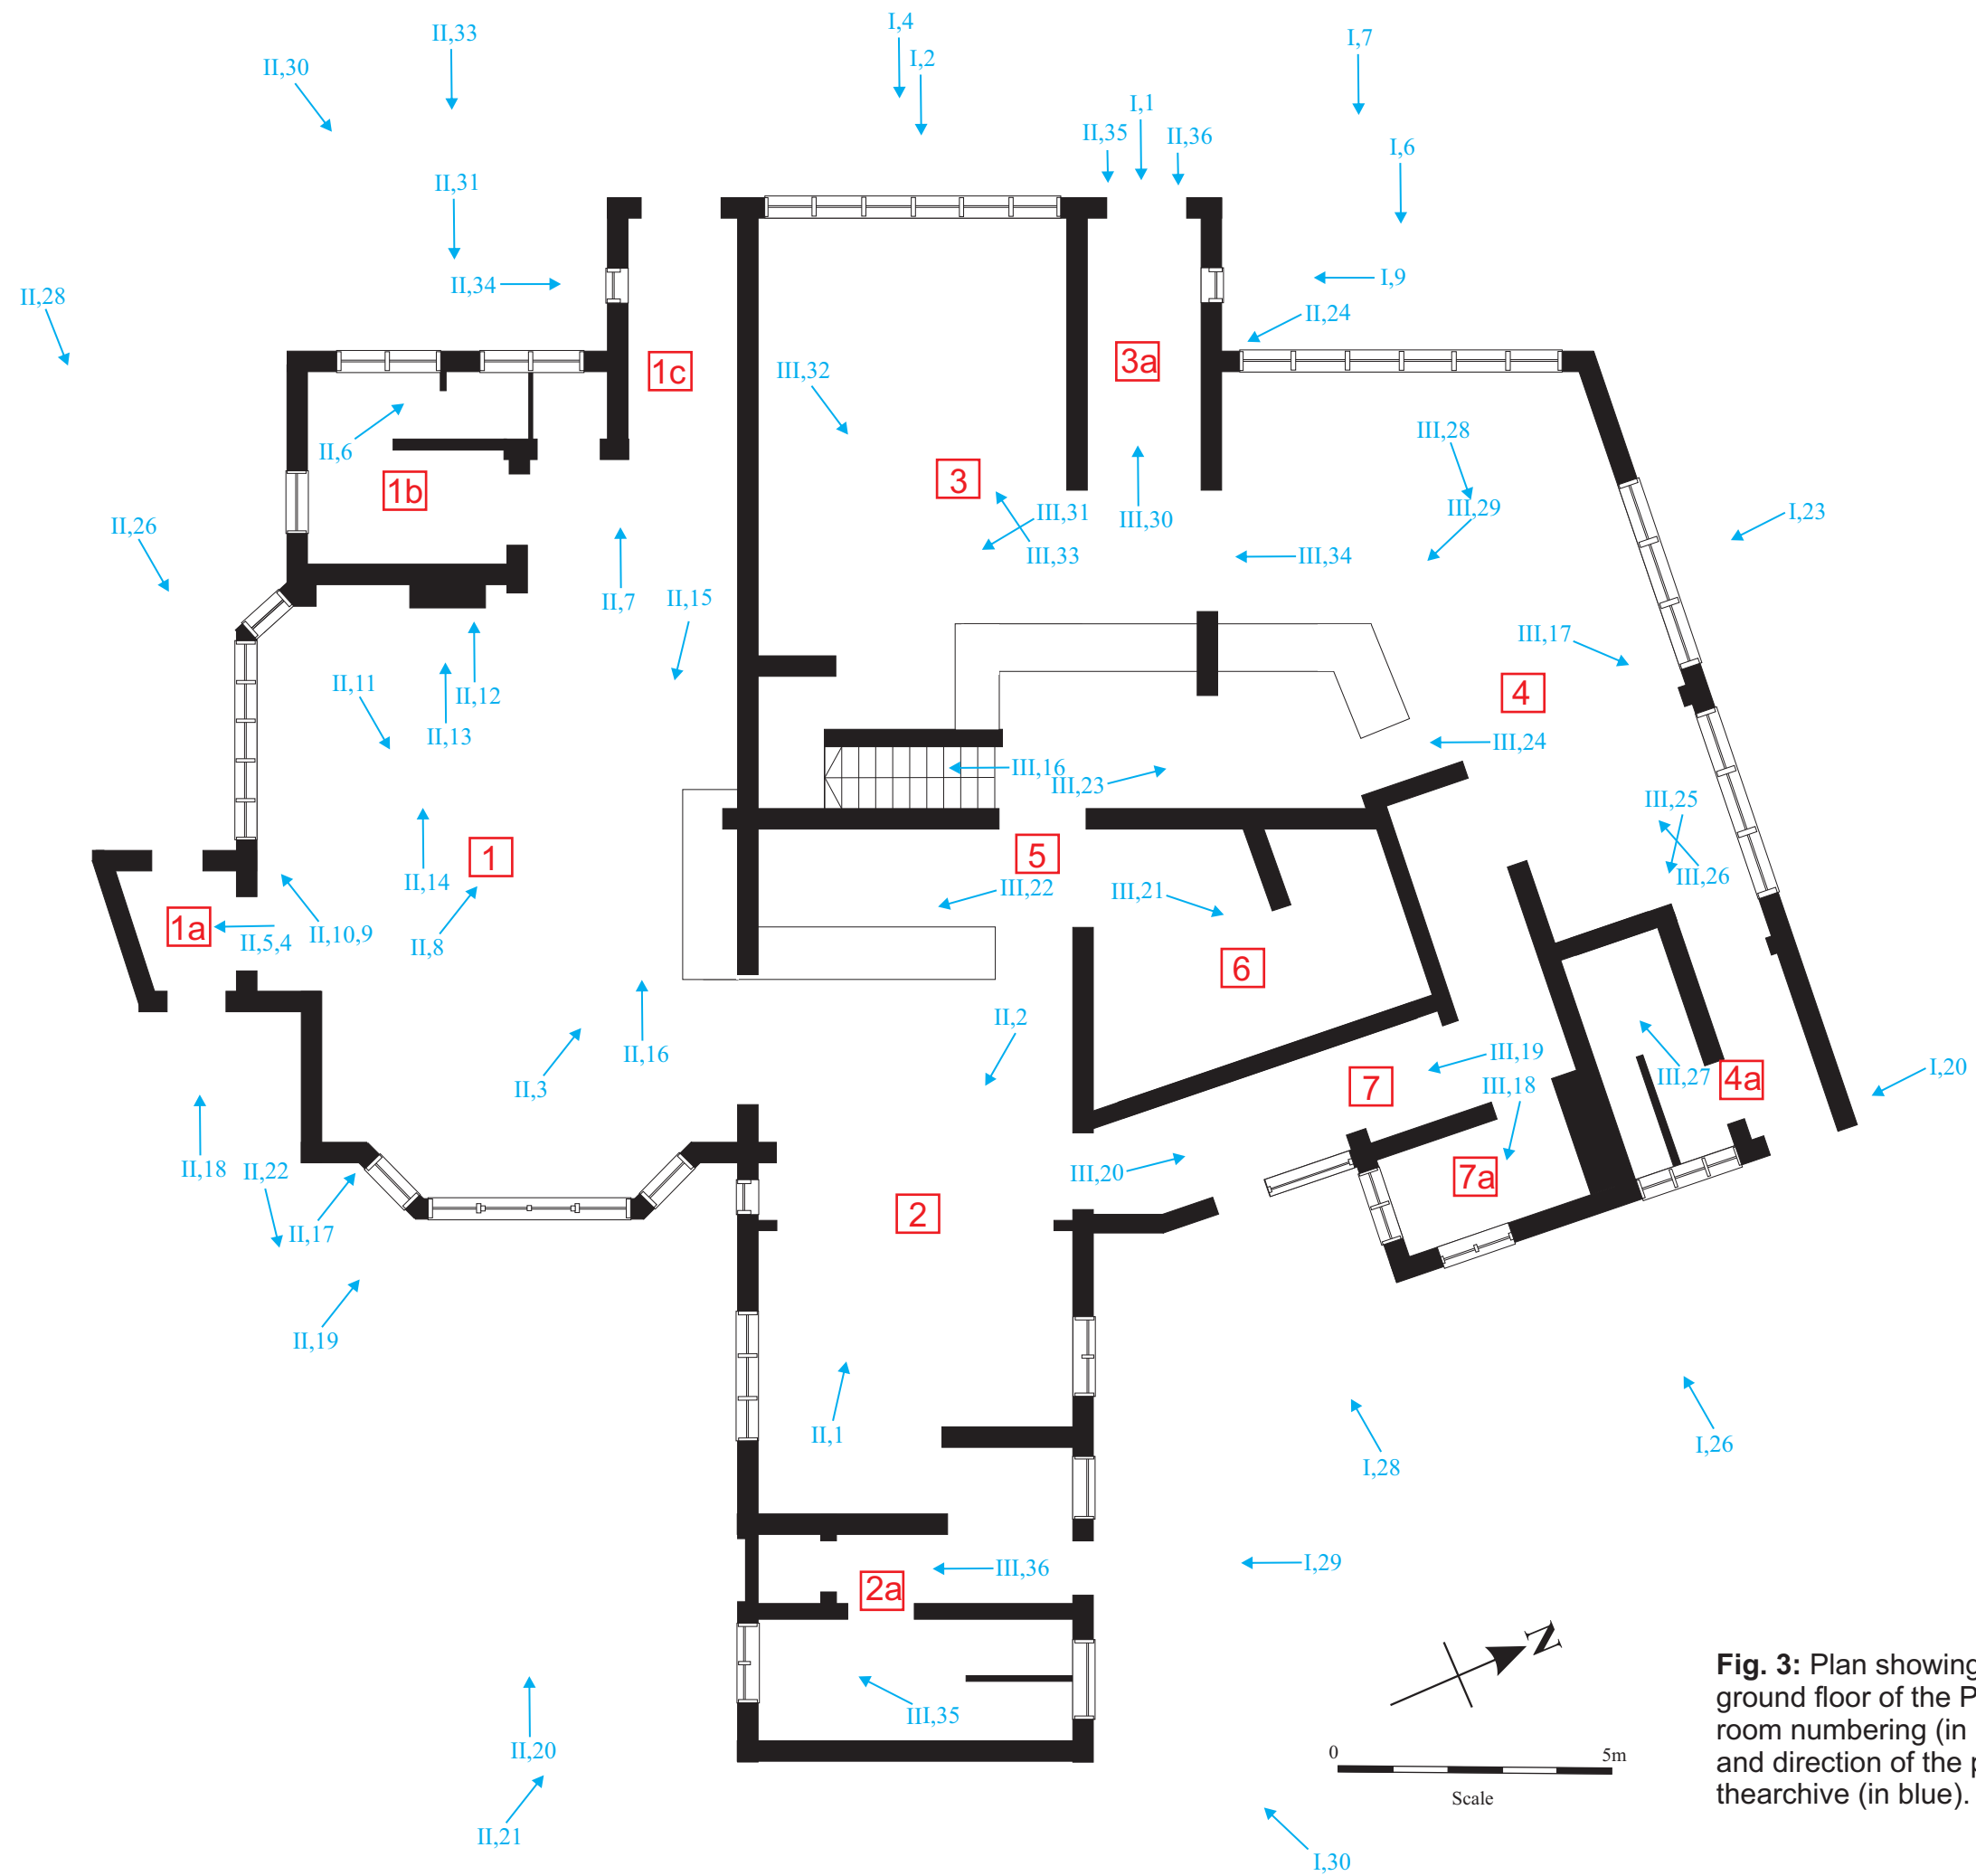 II,33
I,4
II,30
I,2
I,7
I,1
II,35
II,36
I,6
II,31
II,34
I,9
II,28
II,24
1c
3a
III,32
III,28
II,6
3
1b
III,31
III,30
III,29
I,23
II,26
III,33
III,34
II,7
II,15
III,17
II,11
II,12
4
II,13
III,24
III,16
III,23
III,25
1
5
II,14
III,22
III,21
III,26
1a
II,5,4
II,10,9
II,8
6
II,2
II,16
III,19
I,20
II,3
7
III,18
III,27
4a
II,18
II,22
III,20
7a
2
II,17
II,19
II,1
I,28
I,26
III,36
I,29
2a
N
III,35
Fig. 3: Plan showing
ground floor of the P
room numbering (in
and direction of the p
thearchive (in blue).
II,20
0
5m
Scale
II,21
I,30